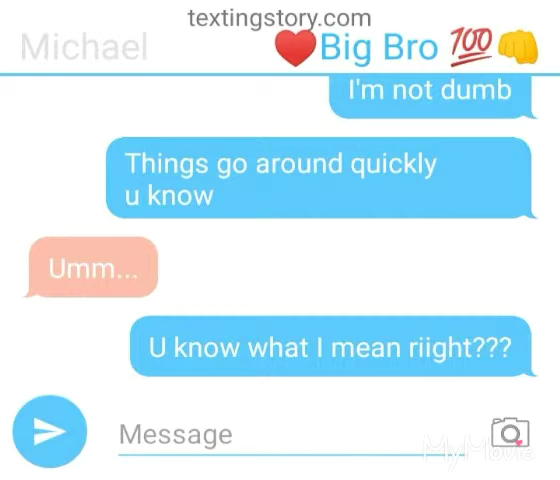 textingstory.com
Michael
❤️Big Bro 💯👊
I'm not dumb
Things go around quickly
u know
Umm...
U know what I mean riight???
Message
MyMovie